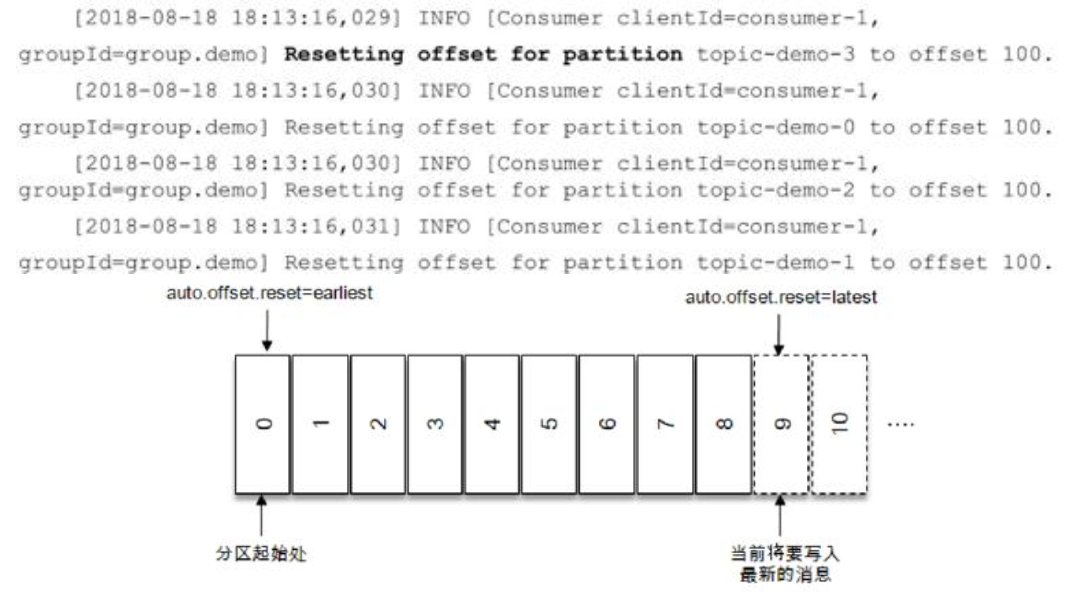 [2018-08-18 18:13:16,029] INFO [Consumer clientId=consumer-1,
groupId=group.demo] Resetting offset for partition topic-demo-3 to offset 100.
[2018-08-18 18:13:16,030] INFO [Consumer clientId=consumer-1,
groupId=group.demo] Resetting offset for partition topic-demo-0 to offset 100.
[2018-08-18 18:13:16,030] INFO [Consumer clientId=consumer-1,
groupId=group.demo] Resetting offset for partition topic-demo-2 to offset 100.
[2018-08-18 18:13:16,031] INFO [Consumer clientId=consumer-1,
groupId=group.demo] Resetting offset for partition topic-demo-1 to offset 100.
auto.offset.reset=earliest
auto.offset.reset=latest
0 1 2 3 4 5 6 7 8 9 10 ....
分区起始处
当前将要写入
最新的消息